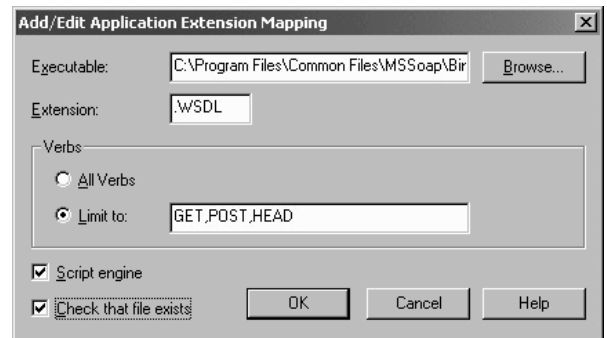 Add/Edit Application Extension Mapping
Executable: C:\Program Files\Common Files\MSSoap\Bir Browse...
Extension: .WSDL
Verbs
All Verbs
Limit to: GET,POST,HEAD
Script engine
Check that file exists OK Cancel Help